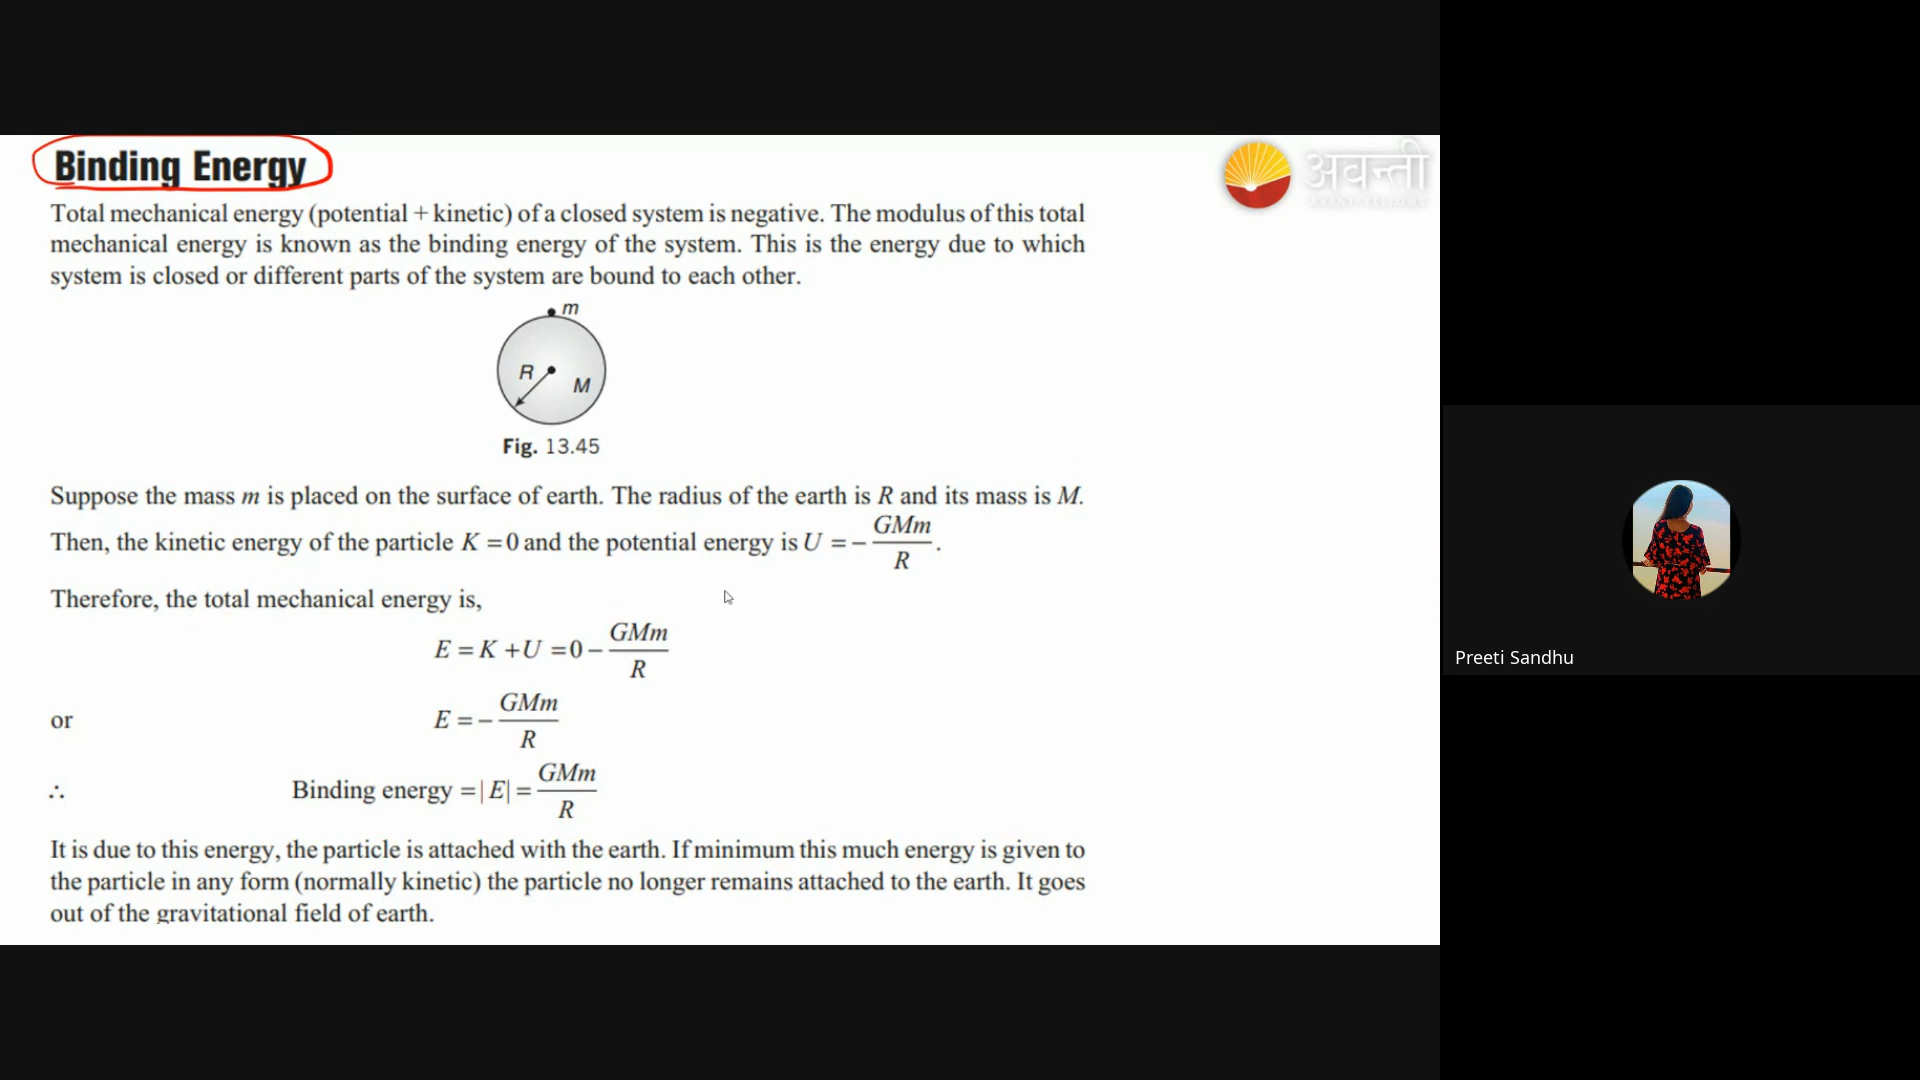 Binding Energy
अवन्ती
AVANTI FELLOWS
Total mechanical energy (potential + kinetic) of a closed system is negative. The modulus of this total
mechanical energy is known as the binding energy of the system. This is the energy due to which
system is closed or different parts of the system are bound to each other.
m
R
M
Fig. 13.45
Suppose the mass m is placed on the surface of earth. The radius of the earth is R and its mass is M.
Then, the kinetic energy of the particle K = 0 and the potential energy is U = − GMm/R .
Therefore, the total mechanical energy is,
E = K + U = 0 − GMm/R
or E = − GMm/R
∴ Binding energy = | E| = GMm/R
It is due to this energy, the particle is attached with the earth. If minimum this much energy is given to
the particle in any form (normally kinetic) the particle no longer remains attached to the earth. It goes
out of the gravitational field of earth.
Preeti Sandhu